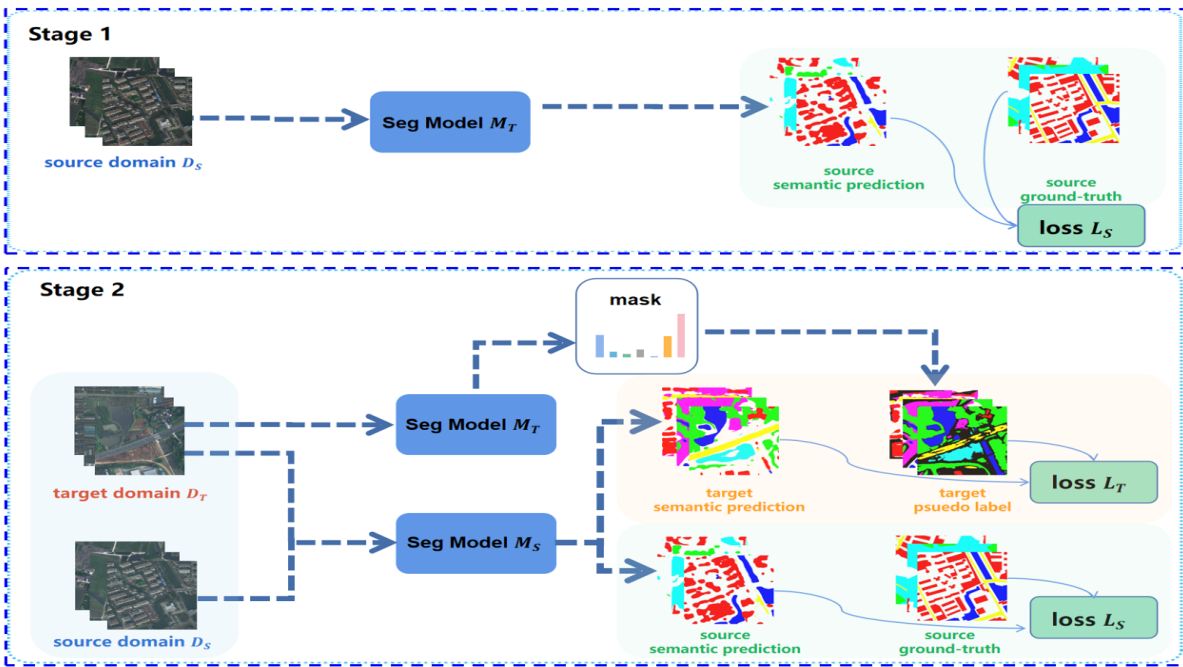 Stage 1
source domain D_S
Seg Model M_T
source
semantic prediction
source
ground-truth
loss L_S
Stage 2
mask
target domain D_T
Seg Model M_T
target
semantic prediction
target
psuedo label
loss L_T
source domain D_S
Seg Model M_S
source
semantic prediction
source
ground-truth
loss L_S